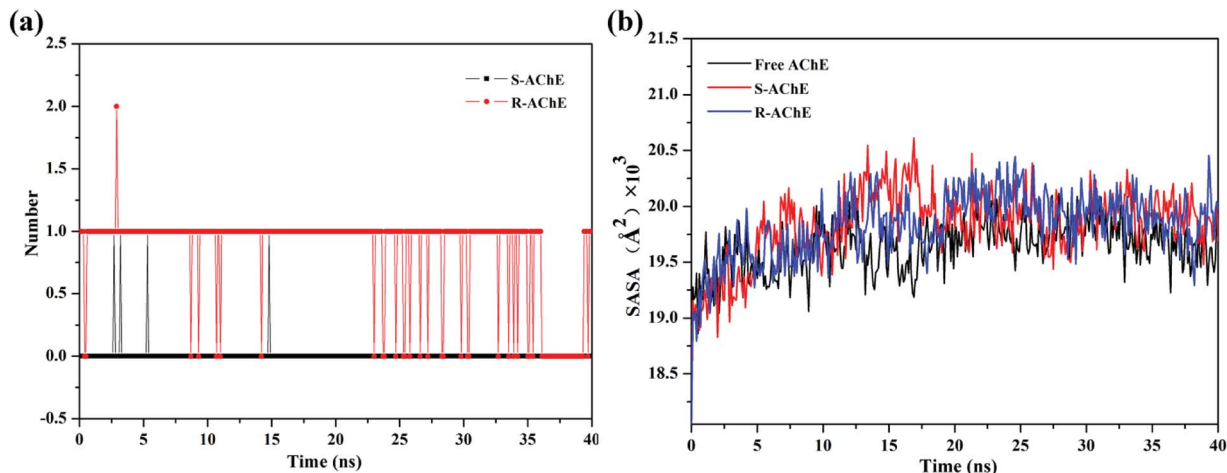 (a)
2.5
2.0
1.5
1.0
0.5
0.0
-0.5
Number
S-AChE
R-AChE
0 5 10 15 20 25 30 35 40
Time (ns)
(b)
21.5
21.0
20.5
20.0
19.5
19.0
18.5
SASA（Å²）×10³
Free AChE
S-AChE
R-AChE
0 5 10 15 20 25 30 35 40
Time (ns)